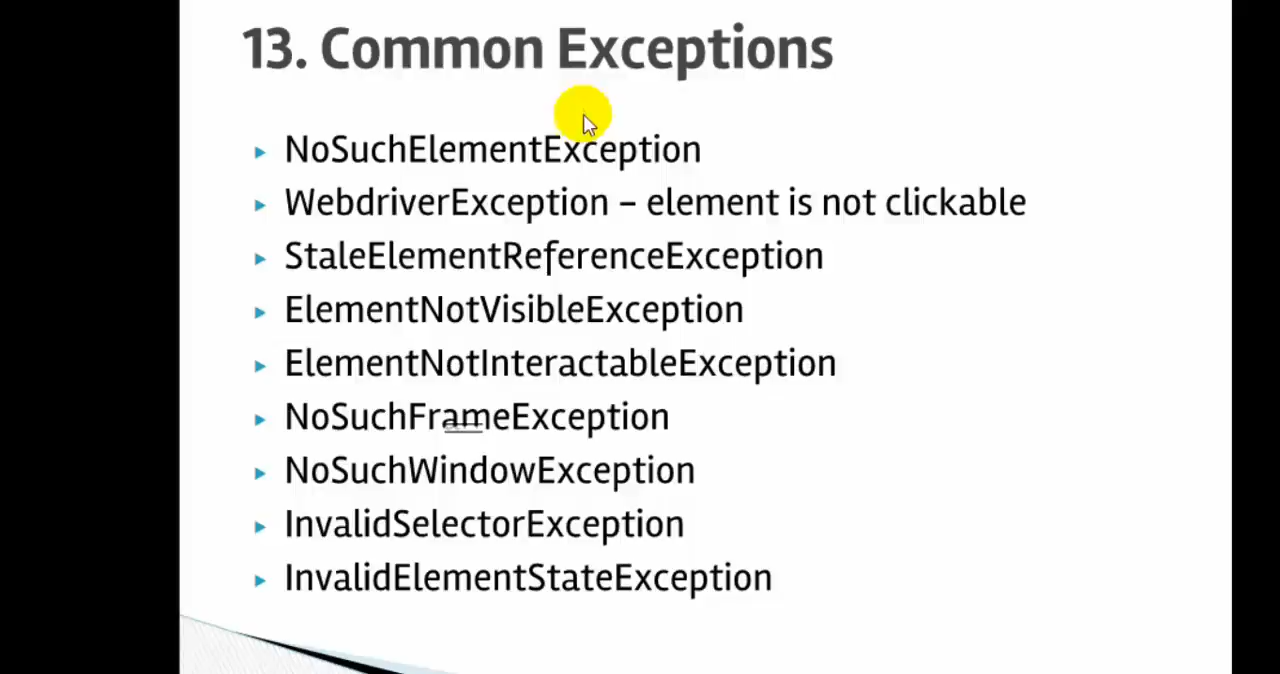 13. Common Exceptions
NoSuchElementException
WebdriverException – element is not clickable
StaleElementReferenceException
ElementNotVisibleException
ElementNotInteractableException
NoSuchFrameException
NoSuchWindowException
InvalidSelectorException
InvalidElementStateException